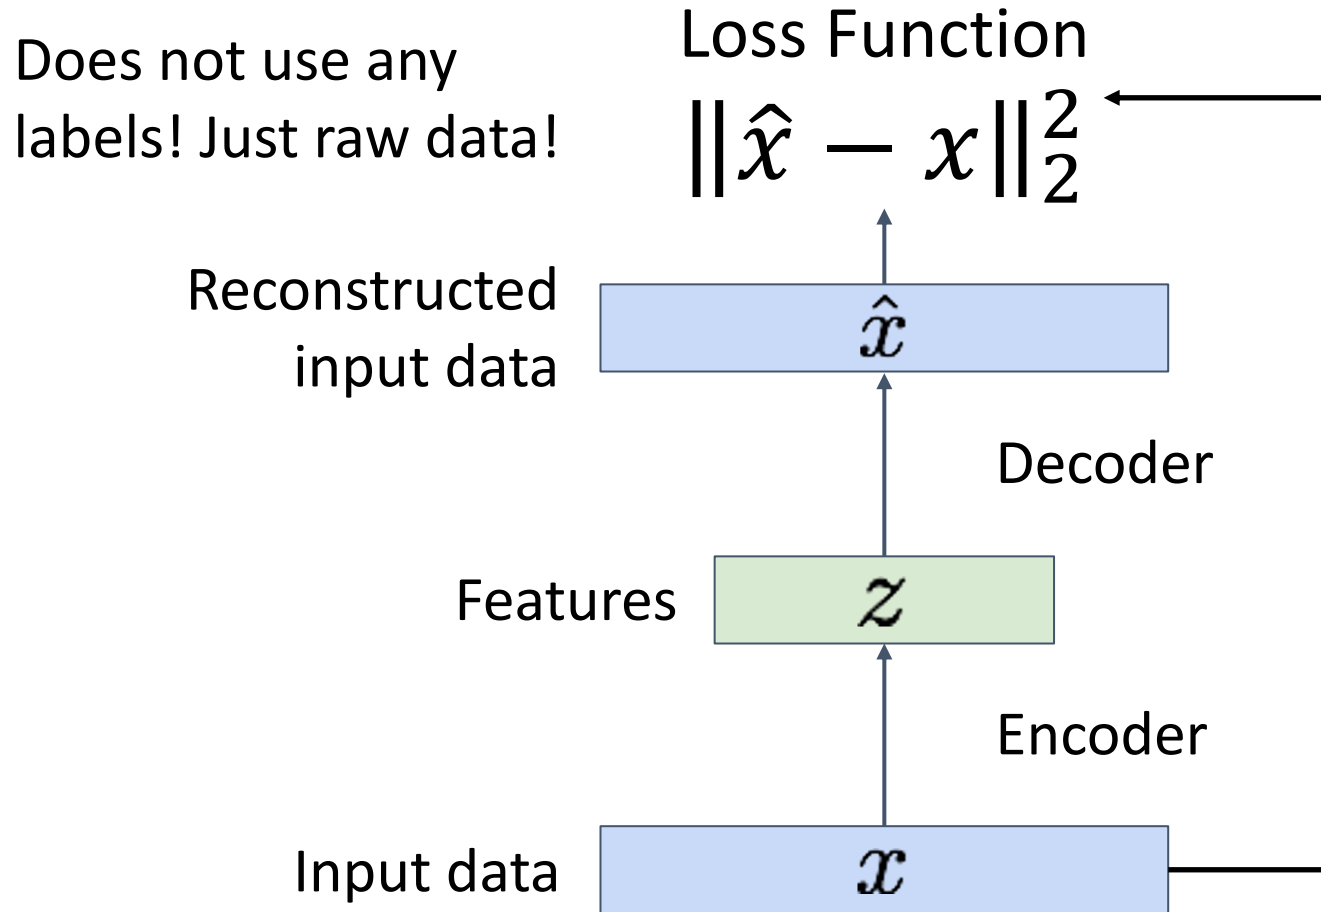 Does not use any
labels! Just raw data!
Loss Function
‖x̂ − x‖₂²
Reconstructed
input data
x̂
Decoder
Features
z
Encoder
Input data
x